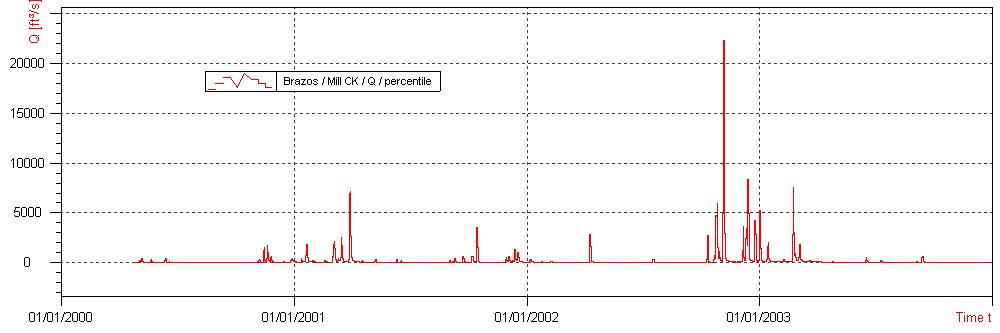 Q [ft³/s]
20000
Brazos / Mill CK / Q / percentile
15000
10000
5000
0
01/01/2000 01/01/2001 01/01/2002 01/01/2003 Time t